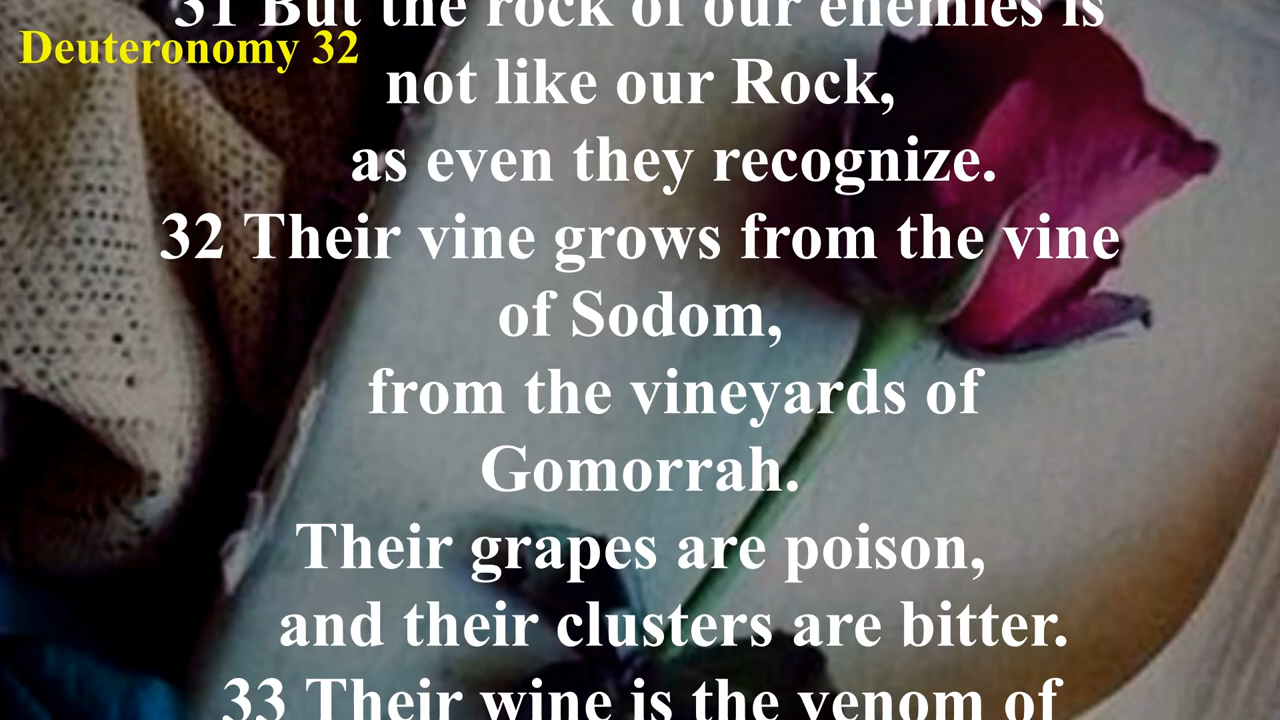 31 But the rock of our enemies is
Deuteronomy 32
not like our Rock,
as even they recognize.
32 Their vine grows from the vine
of Sodom,
from the vineyards of
Gomorrah.
Their grapes are poison,
and their clusters are bitter.
33 Their wine is the venom of